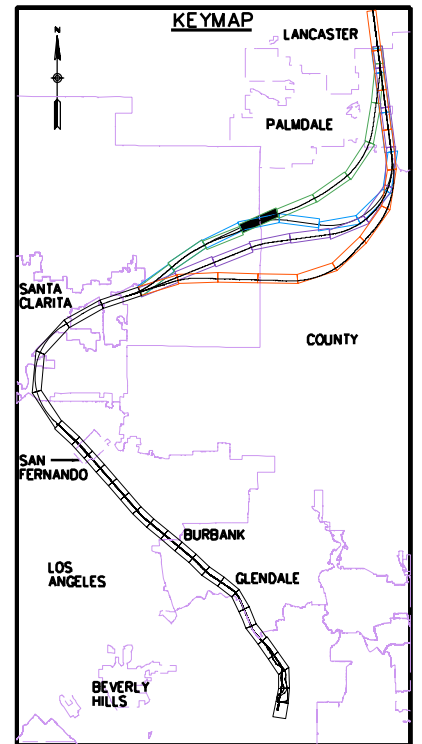 KEYMAP
N
LANCASTER
PALMDALE
SANTA
CLARITA
COUNTY
SAN
FERNANDO
BURBANK
LOS
ANGELES
GLENDALE
BEVERLY
HILLS